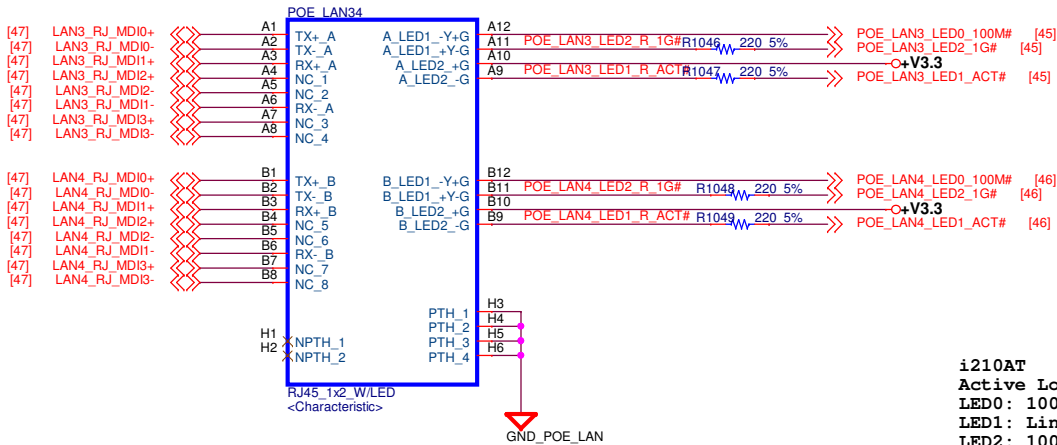 POE_LAN34
[47] LAN3_RJ_MDI0+ A1 TX+_A A_LED1_-Y+G A12 POE_LAN3_LED0_100M# [45]
[47] LAN3_RJ_MDI0- A2 TX-_A A_LED1_+Y-G A11 POE_LAN3_LED2_R_1G# R1046 220 5% POE_LAN3_LED2_1G# [45]
[47] LAN3_RJ_MDI1+ A3 RX+_A A_LED2_+G A10 +V3.3
[47] LAN3_RJ_MDI2+ A4 NC_1 A_LED2_-G A9 POE_LAN3_LED1_R_ACT# R1047 220 5% POE_LAN3_LED1_ACT# [45]
[47] LAN3_RJ_MDI2- A5 NC_2
[47] LAN3_RJ_MDI1- A6 RX-_A
[47] LAN3_RJ_MDI3+ A7 NC_3
[47] LAN3_RJ_MDI3- A8 NC_4
[47] LAN4_RJ_MDI0+ B1 TX+_B B_LED1_-Y+G B12 POE_LAN4_LED0_100M# [46]
[47] LAN4_RJ_MDI0- B2 TX-_B B_LED1_+Y-G B11 POE_LAN4_LED2_R_1G# R1048 220 5% POE_LAN4_LED2_1G# [46]
[47] LAN4_RJ_MDI1+ B3 RX+_B B_LED2_+G B10 +V3.3
[47] LAN4_RJ_MDI2+ B4 NC_5 B_LED2_-G B9 POE_LAN4_LED1_R_ACT# R1049 220 5% POE_LAN4_LED1_ACT# [46]
[47] LAN4_RJ_MDI2- B5 NC_6
[47] LAN4_RJ_MDI1- B6 RX-_B
[47] LAN4_RJ_MDI3+ B7 NC_7
[47] LAN4_RJ_MDI3- B8 NC_8
PTH_1 H3
PTH_2 H4
H1 NPTH_1 PTH_3 H5
H2 NPTH_2 PTH_4 H6
RJ45_1x2_W/LED
<Characteristic>
GND_POE_LAN
i210AT
Active
LED0:
LED1:
LED2: